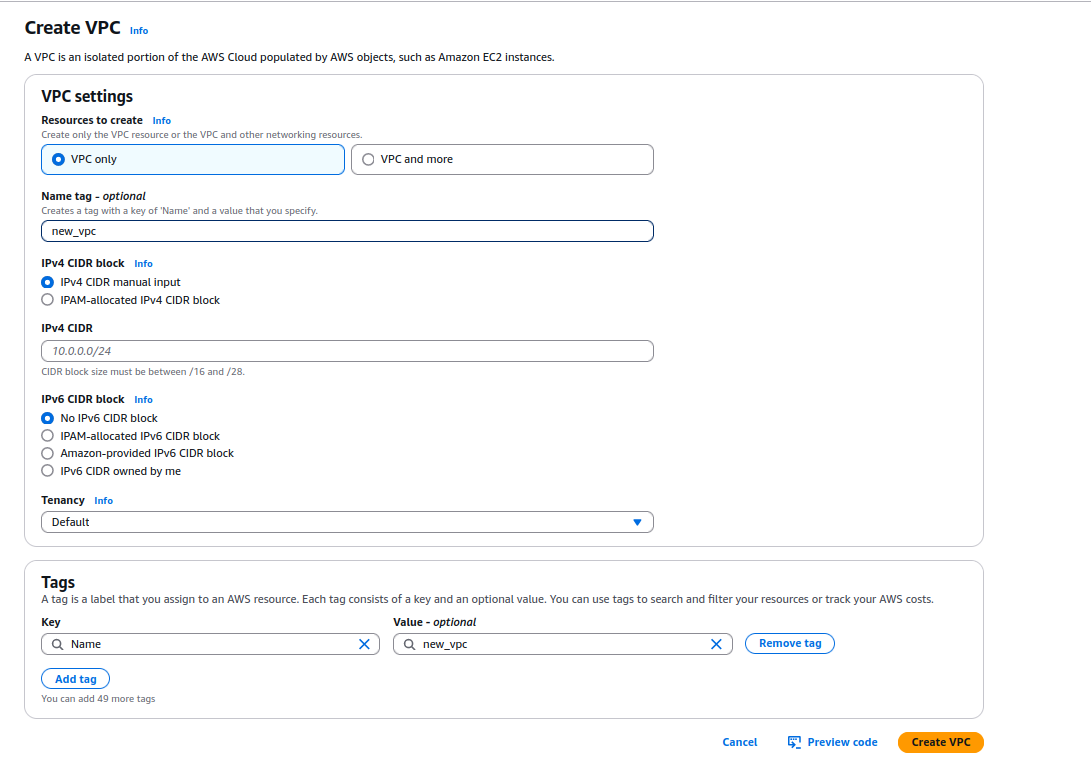 Create VPC Info
A VPC is an isolated portion of the AWS Cloud populated by AWS objects, such as Amazon EC2 instances.
VPC settings
Resources to create Info
Create only the VPC resource or the VPC and other networking resources.
VPC only VPC and more
Name tag - optional
Creates a tag with a key of 'Name' and a value that you specify.
new_vpc
IPv4 CIDR block Info
IPv4 CIDR manual input
IPAM-allocated IPv4 CIDR block
IPv4 CIDR
10.0.0.0/24
CIDR block size must be between /16 and /28.
IPv6 CIDR block Info
No IPv6 CIDR block
IPAM-allocated IPv6 CIDR block
Amazon-provided IPv6 CIDR block
IPv6 CIDR owned by me
Tenancy Info
Default
Tags
A tag is a label that you assign to an AWS resource. Each tag consists of a key and an optional value. You can use tags to search and filter your resources or track your AWS costs.
Key Value - optional
Name new_vpc Remove tag
Add tag
You can add 49 more tags
Cancel Preview code Create VPC